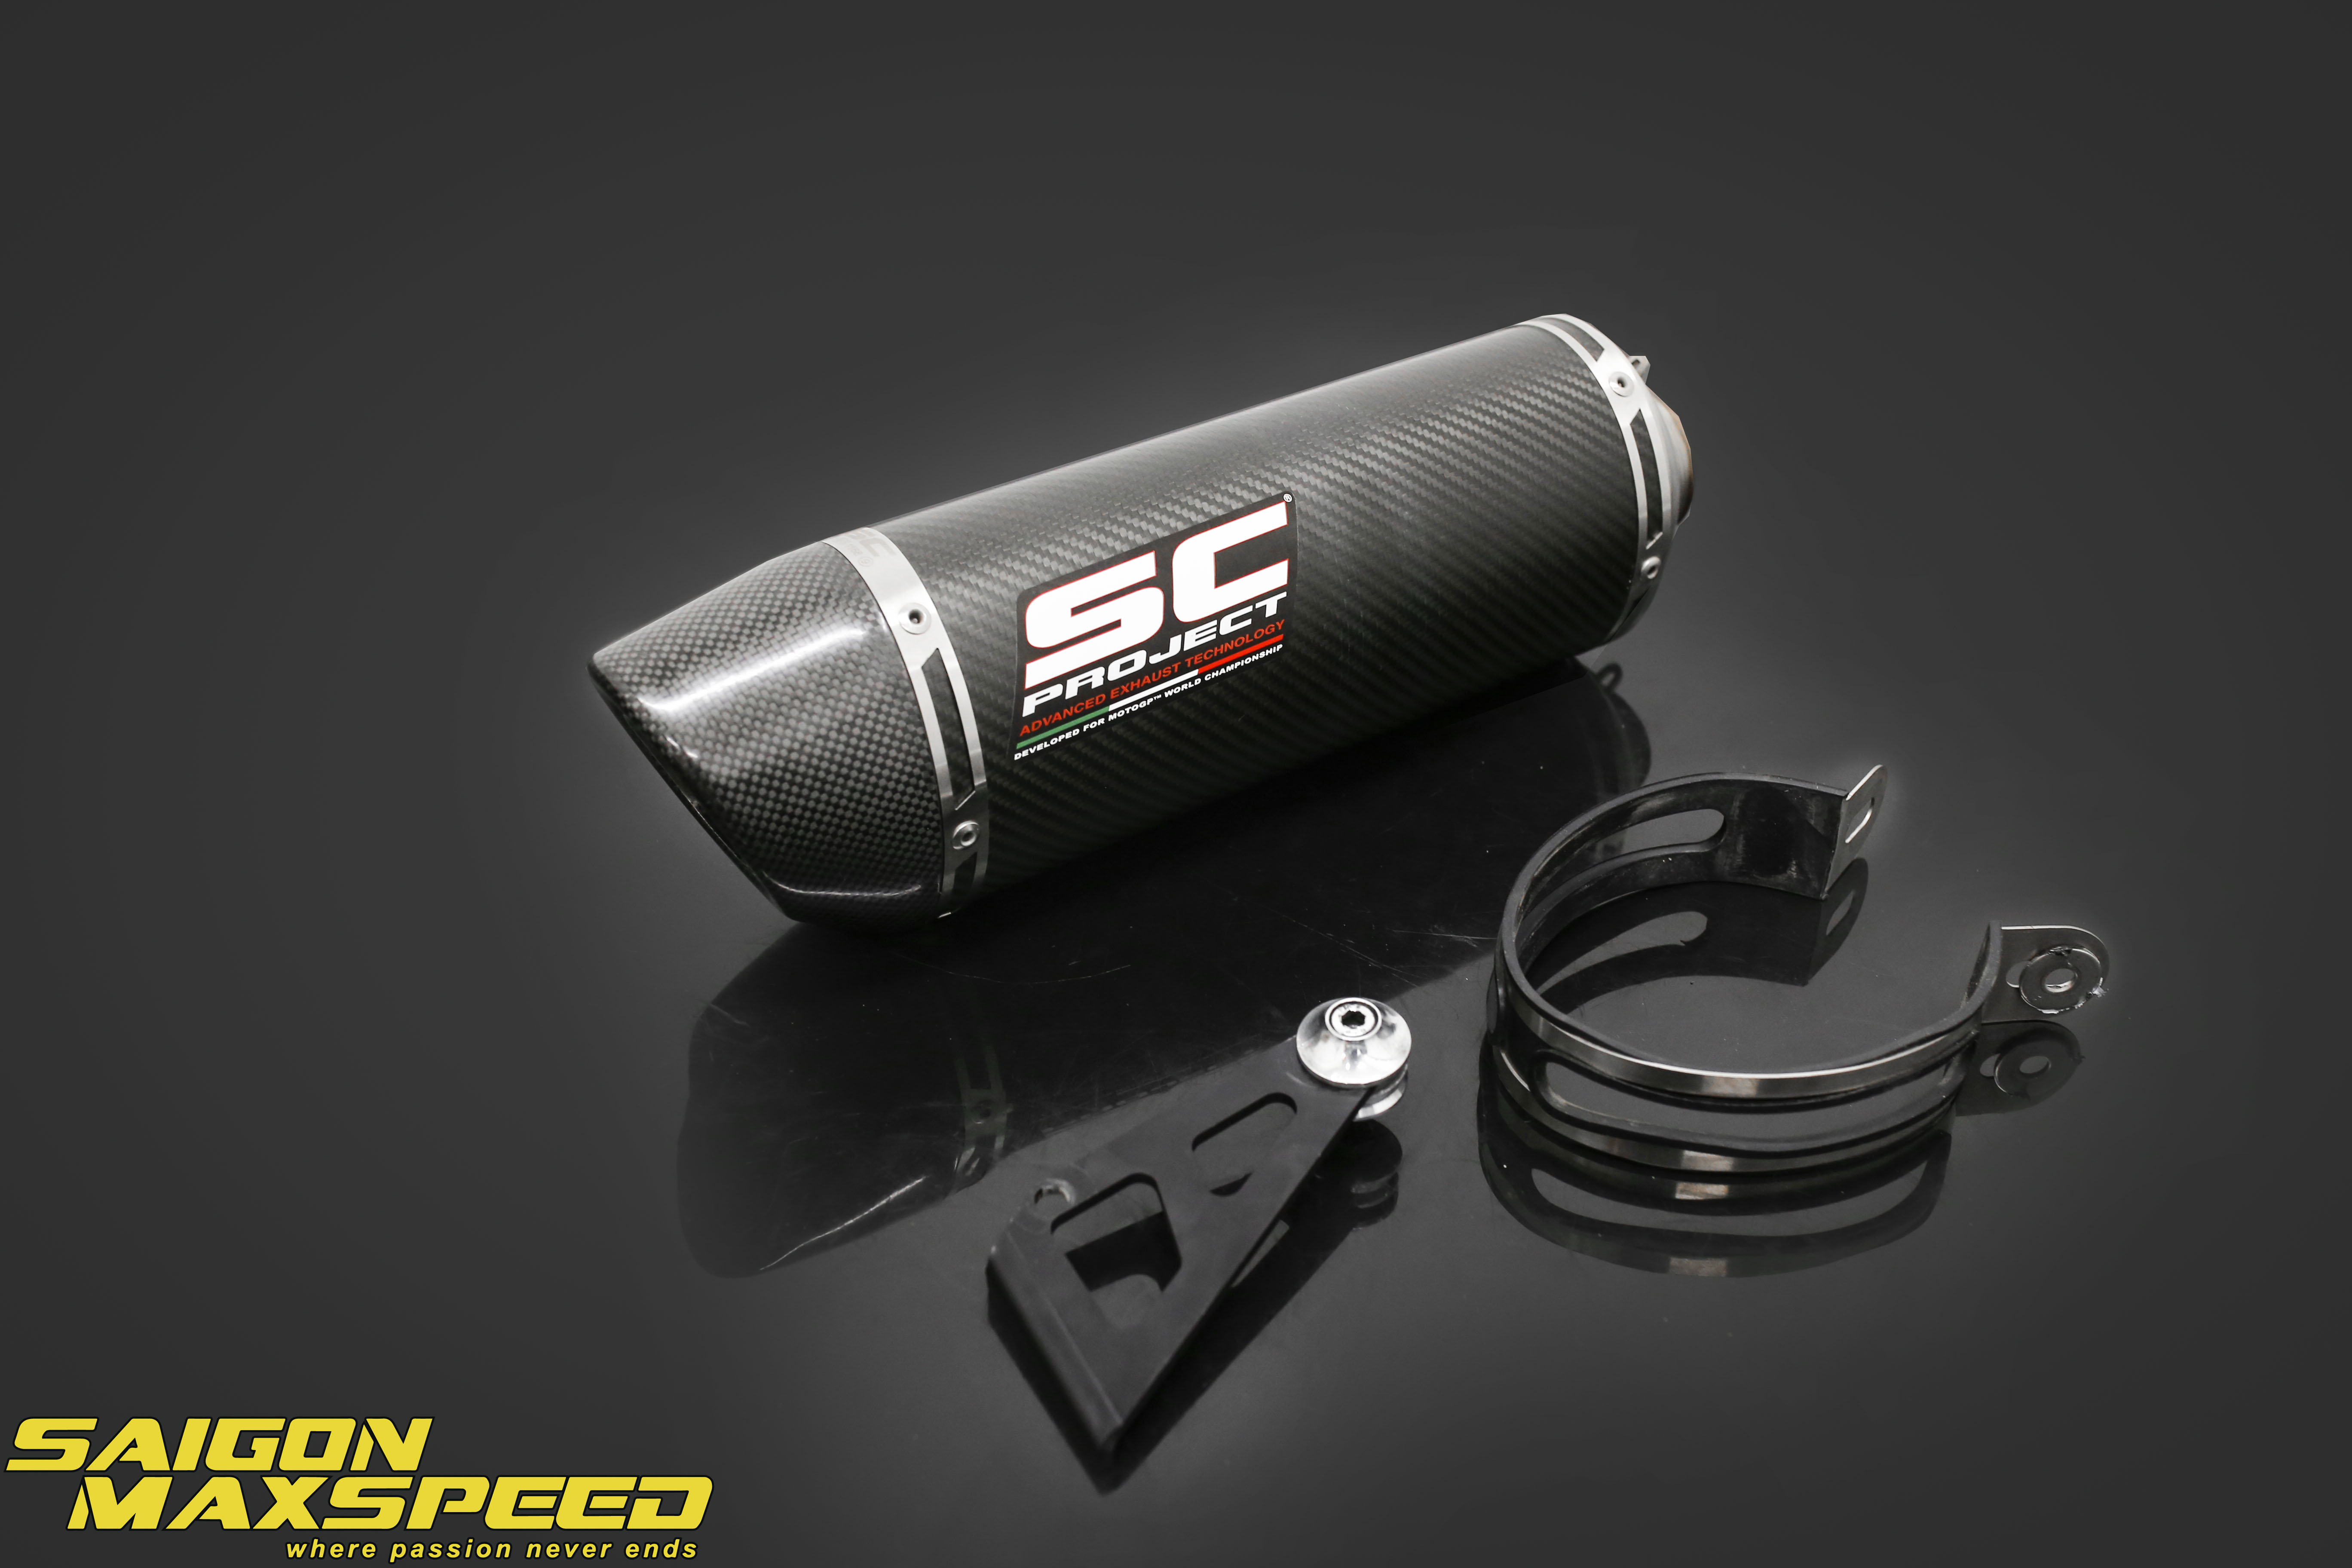 SC®
PROJECT
ADVANCED EXHAUST TECHNOLOGY
DEVELOPED FOR MOTOGP™ WORLD CHAMPIONSHIP
SAIGON
MAXSPEED
where passion never ends